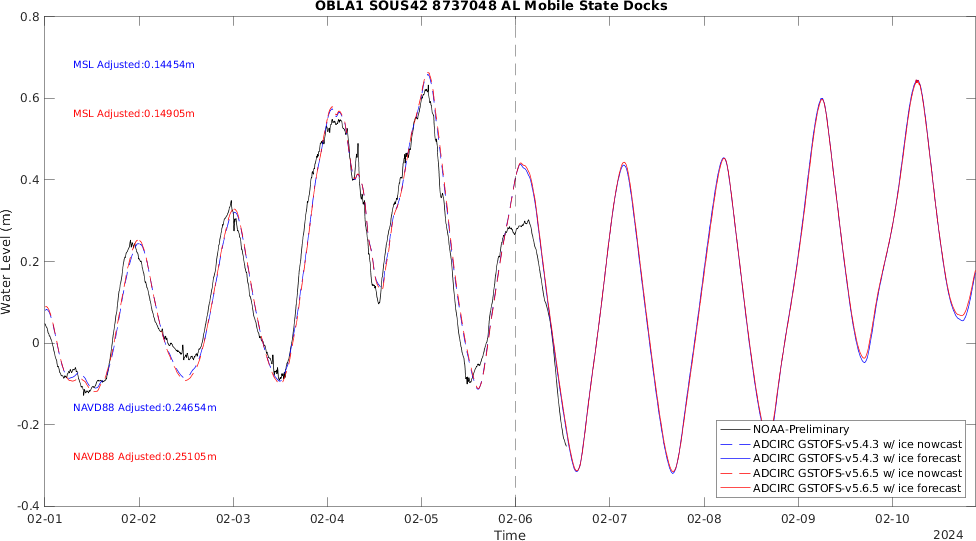 OBLA1 SOUS42 8737048 AL Mobile State Docks
0.8
0.6
0.4
0.2
0
-0.2
-0.4
Water Level (m)
MSL Adjusted:0.14454m
MSL Adjusted:0.14905m
NAVD88 Adjusted:0.24654m
NAVD88 Adjusted:0.25105m
NOAA-Preliminary
ADCIRC GSTOFS-v5.4.3 w/ ice nowcast
ADCIRC GSTOFS-v5.4.3 w/ ice forecast
ADCIRC GSTOFS-v5.6.5 w/ ice nowcast
ADCIRC GSTOFS-v5.6.5 w/ ice forecast
02-01 02-02 02-03 02-04 02-05 02-06 02-07 02-08 02-09 02-10
Time
2024